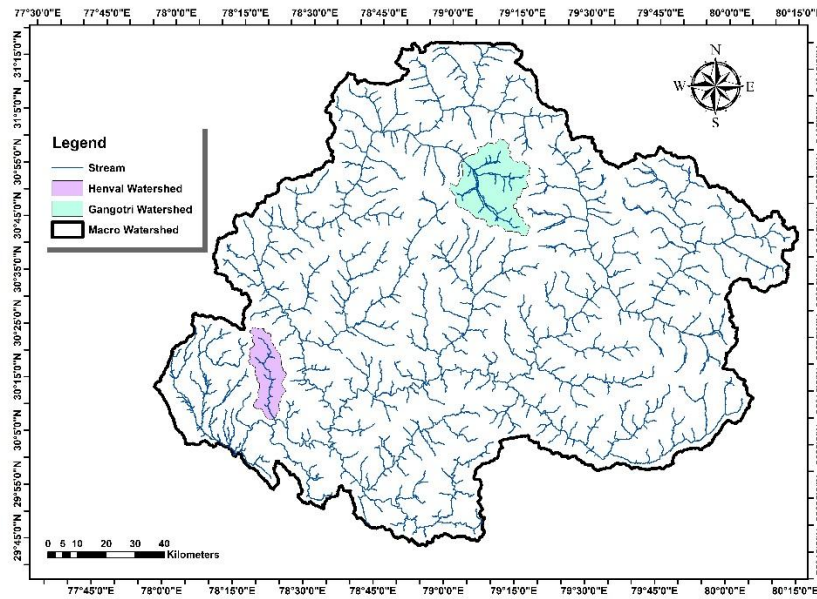 77°30'0"E 77°45'0"E 78°0'0"E 78°15'0"E 78°30'0"E 78°45'0"E 79°0'0"E 79°15'0"E 79°30'0"E 79°45'0"E 80°0'0"E 80°15'0"E
31°15'0"N
31°5'0"N
30°55'0"N
30°45'0"N
30°35'0"N
30°25'0"N
30°15'0"N
30°5'0"N
29°55'0"N
29°45'0"N
N
W E
S
Legend
Stream
Henval Watershed
Gangotri Watershed
Macro Watershed
0 5 10 20 30 40
Kilometers
77°45'0"E 78°0'0"E 78°15'0"E 78°30'0"E 78°45'0"E 79°0'0"E 79°15'0"E 79°30'0"E 79°45'0"E 80°0'0"E 80°15'0"E